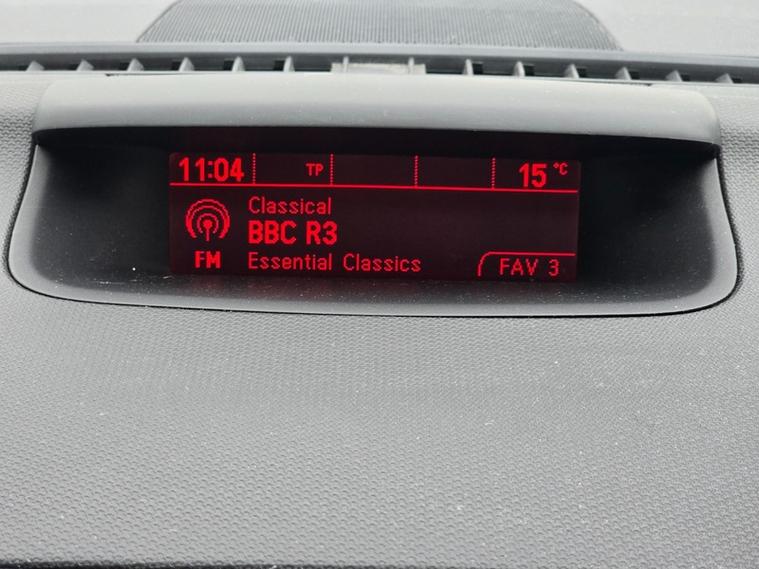 11:04 TP 15 °C
Classical
BBC R3
FM Essential Classics FAV 3